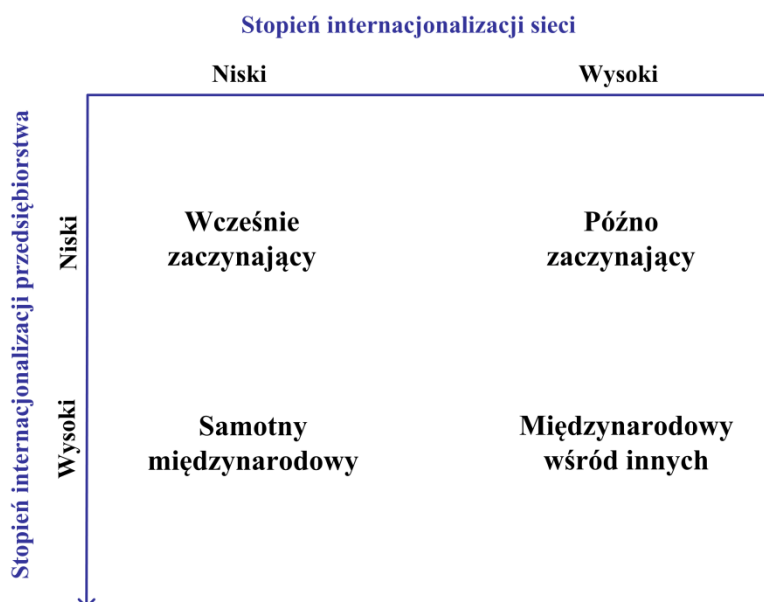 Stopień internacjonalizacji sieci
Niski
Wysoki
Stopień internacjonalizacji przedsiębiorstwa
Niski
Wcześnie
zaczynający
Późno
zaczynający
Wysoki
Samotny
międzynarodowy
Międzynarodowy
wśród innych